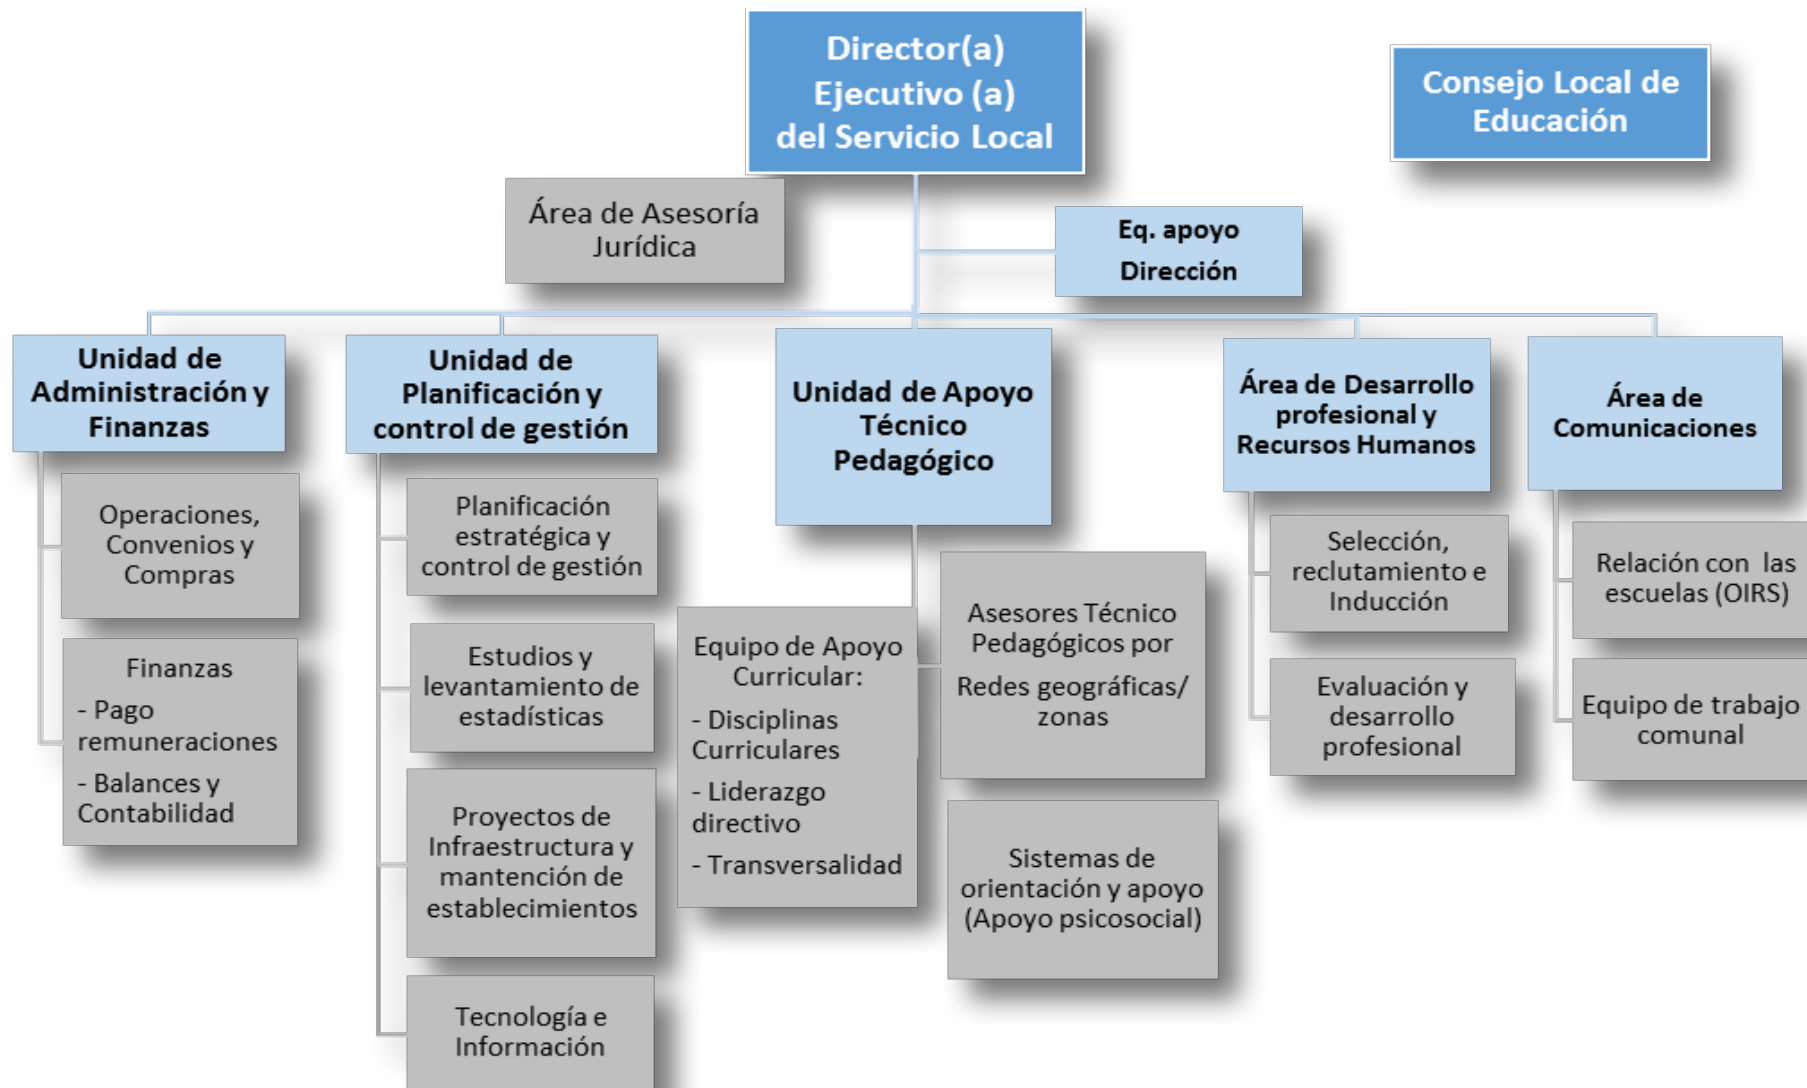 Director(a)
Ejecutivo (a)
del Servicio Local
Consejo Local de
Educación
Área de Asesoría
Jurídica
Eq. apoyo
Dirección
Unidad de
Administración y
Finanzas
Operaciones,
Convenios y
Compras
Finanzas
- Pago
remuneraciones
- Balances y
Contabilidad
Unidad de
Planificación y
control de gestión
Planificación
estratégica y
control de gestión
Estudios y
levantamiento de
estadísticas
Proyectos de
Infraestructura y
mantención de
establecimientos
Tecnología e
Información
Unidad de Apoyo
Técnico
Pedagógico
Equipo de Apoyo
Curricular:
- Disciplinas
Curriculares
- Liderazgo
directivo
- Transversalidad
Asesores Técnico
Pedagógicos por
Redes geográficas/
zonas
Sistemas de
orientación y apoyo
(Apoyo psicosocial)
Área de Desarrollo
profesional y
Recursos Humanos
Selección,
reclutamiento e
Inducción
Evaluación y
desarrollo
profesional
Área de
Comunicaciones
Relación con  las
escuelas (OIRS)
Equipo de trabajo
comunal